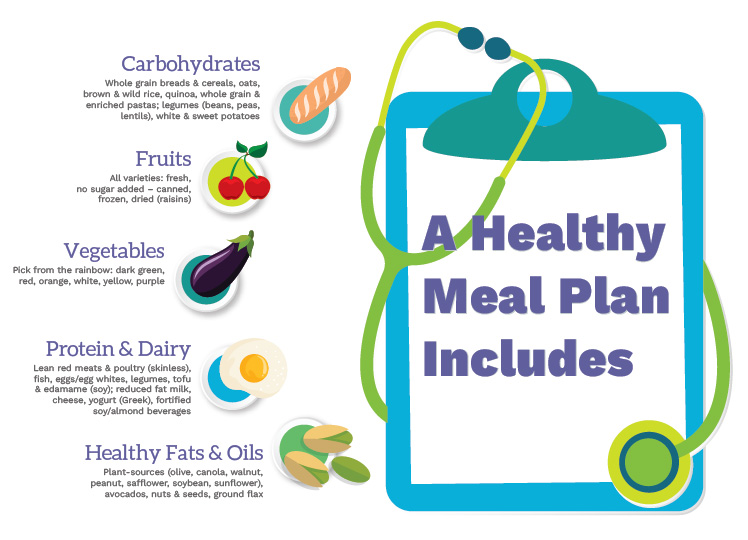 Carbohydrates
Whole grain breads & cereals, oats,
brown & wild rice, quinoa, whole grain &
enriched pastas; legumes (beans, peas,
lentils), white & sweet potatoes
Fruits
All varieties: fresh,
no sugar added – canned,
frozen, dried (raisins)
Vegetables
Pick from the rainbow: dark green,
red, orange, white, yellow, purple
Protein & Dairy
Lean red meats & poultry (skinless),
fish, eggs/egg whites, legumes, tofu
& edamame (soy); reduced fat milk,
cheese, yogurt (Greek), fortified
soy/almond beverages
Healthy Fats & Oils
Plant-sources (olive, canola, walnut,
peanut, safflower, soybean, sunflower),
avocados, nuts & seeds, ground flax
A Healthy
Meal Plan
Includes